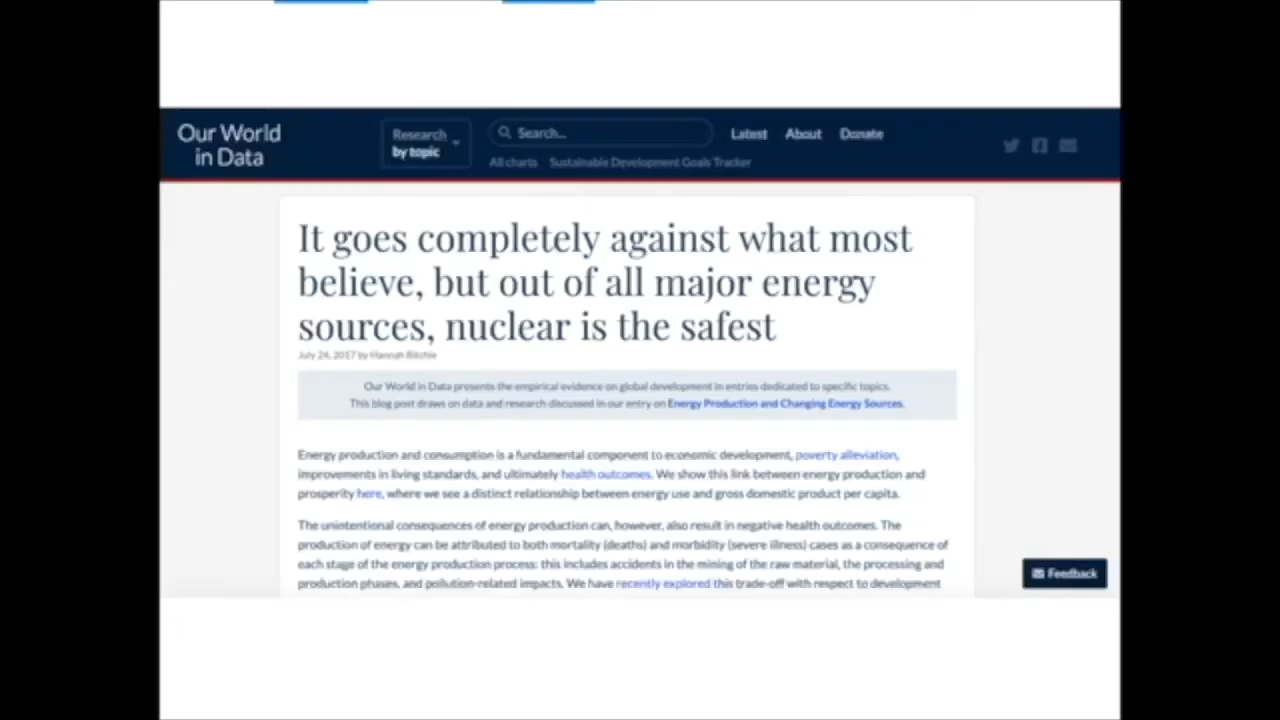 Our World
in Data
Research
by topic
Search...
Latest About Donate
All charts Sustainable Development Goals Tracker
It goes completely against what most
believe, but out of all major energy
sources, nuclear is the safest
July 24, 2017 by Hannah Ritchie
Our World in Data presents the empirical evidence on global development in entries dedicated to specific topics.
This blog post draws on data and research discussed in our entry on Energy Production and Changing Energy Sources.
Energy production and consumption is a fundamental component to economic development, poverty alleviation,
improvements in living standards, and ultimately health outcomes. We show this link between energy production and
prosperity here, where we see a distinct relationship between energy use and gross domestic product per capita.
The unintentional consequences of energy production can, however, also result in negative health outcomes. The
production of energy can be attributed to both mortality (deaths) and morbidity (severe illness) cases as a consequence of
each stage of the energy production process: this includes accidents in the mining of the raw material, the processing and
production phases, and pollution-related impacts. We have recently explored this trade-off with respect to development
Feedback